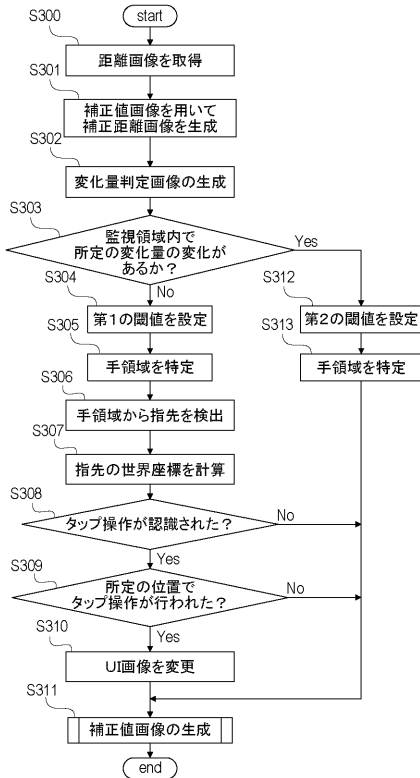 start
S300
距離画像を取得
S301
補正値画像を用いて
補正距離画像を生成
S302
変化量判定画像の生成
S303
監視領域内で
所定の変化量の変化が
あるか？
Yes
No
S304
第1の閾値を設定
S312
第2の閾値を設定
S305
手領域を特定
S313
手領域を特定
S306
手領域から指先を検出
S307
指先の世界座標を計算
S308
タップ操作が認識された？
No
Yes
S309
所定の位置で
タップ操作が行われた？
No
Yes
S310
UI画像を変更
S311
補正値画像の生成
end